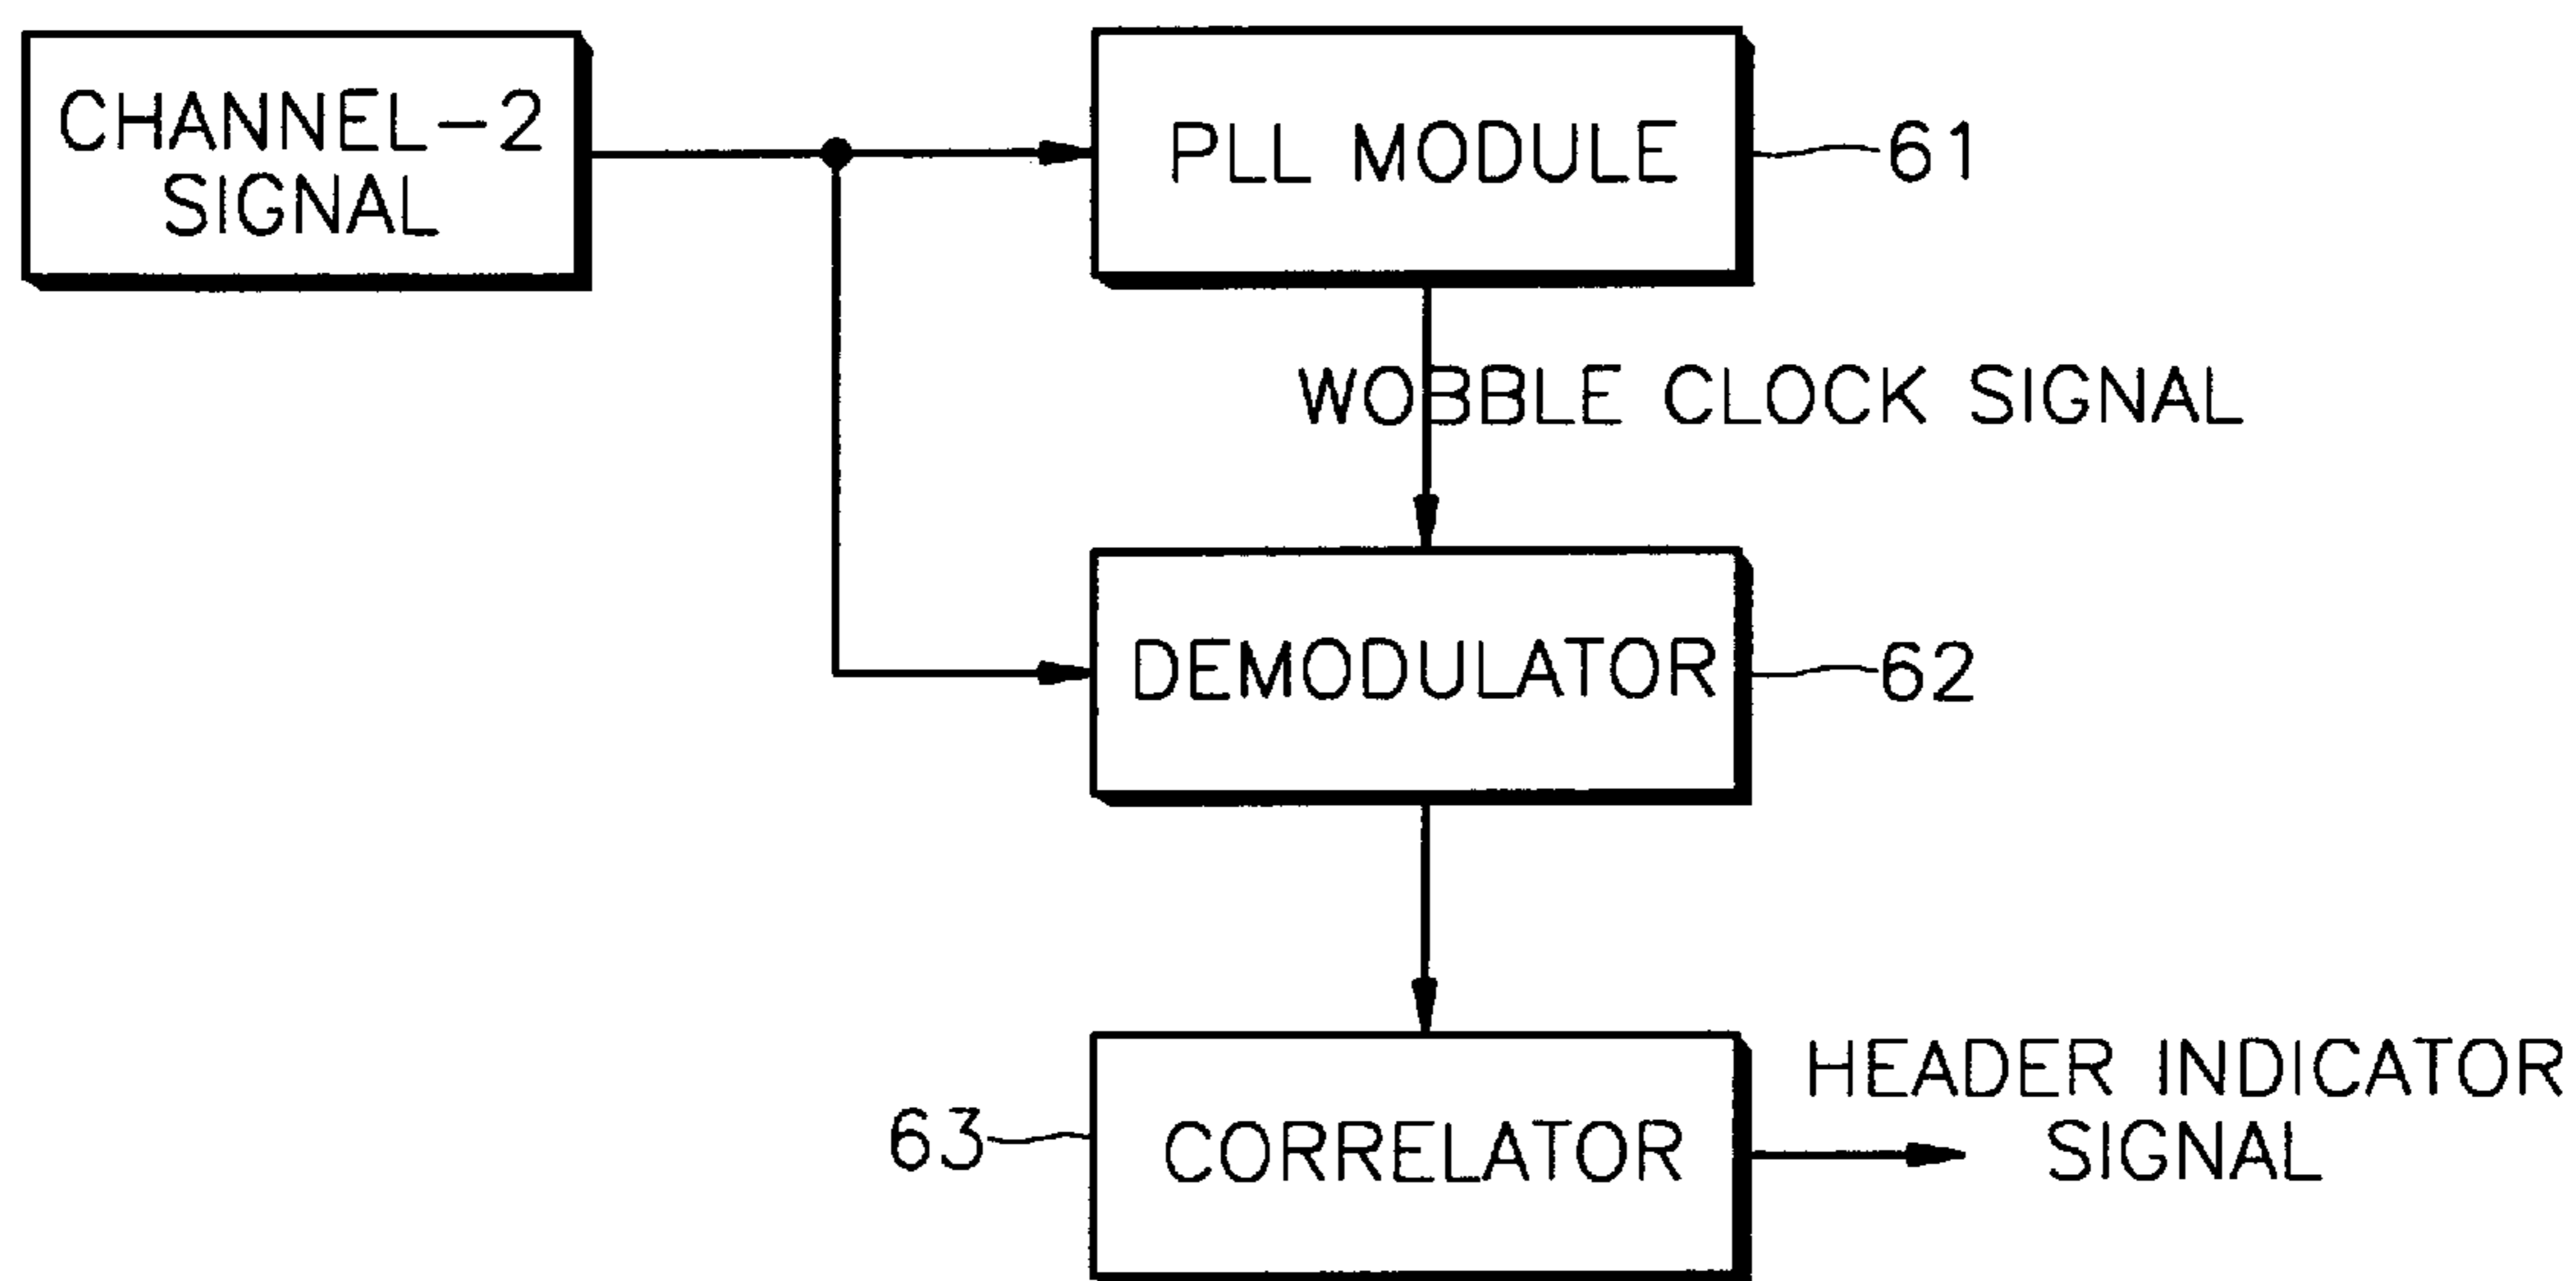 CHANNEL-2
SIGNAL
PLL MODULE
61
WOBBLE CLOCK SIGNAL
DEMODULATOR
62
HEADER INDICATOR
SIGNAL
63
CORRELATOR